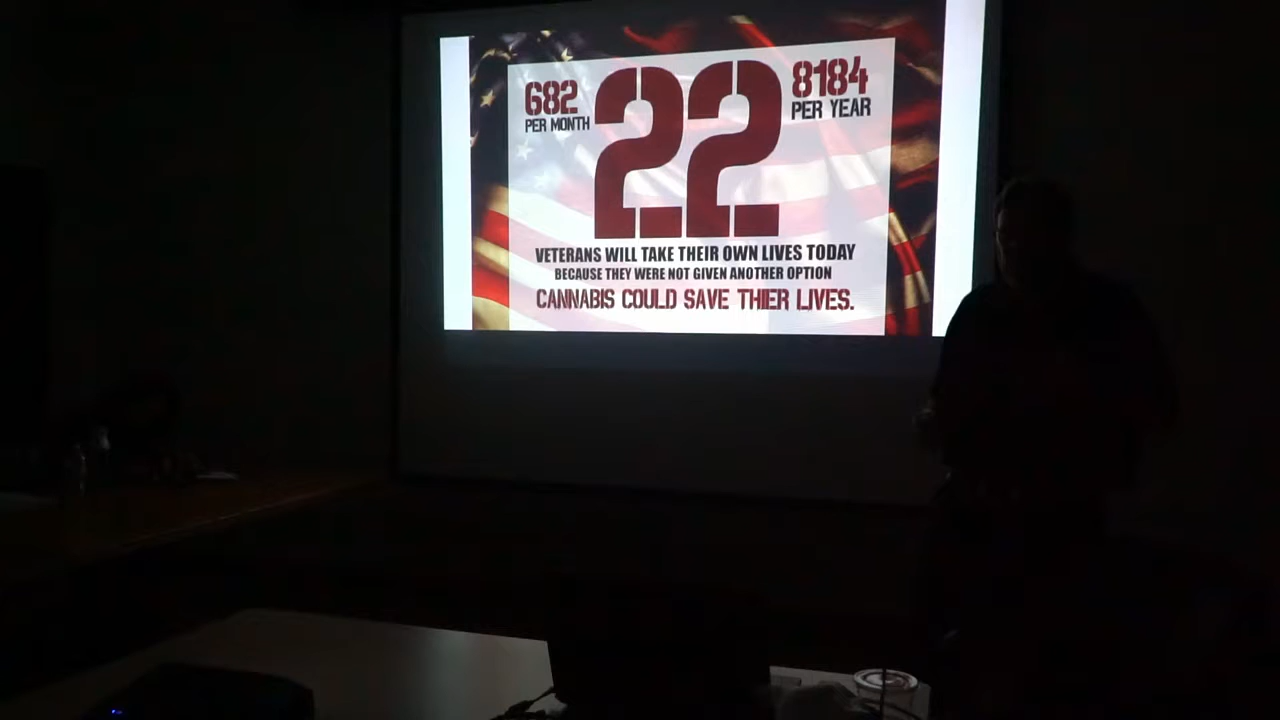 682
PER MONTH
22
8184
PER YEAR
VETERANS WILL TAKE THEIR OWN LIVES TODAY
BECAUSE THEY WERE NOT GIVEN ANOTHER OPTION
CANNABIS COULD SAVE THIER LIVES.